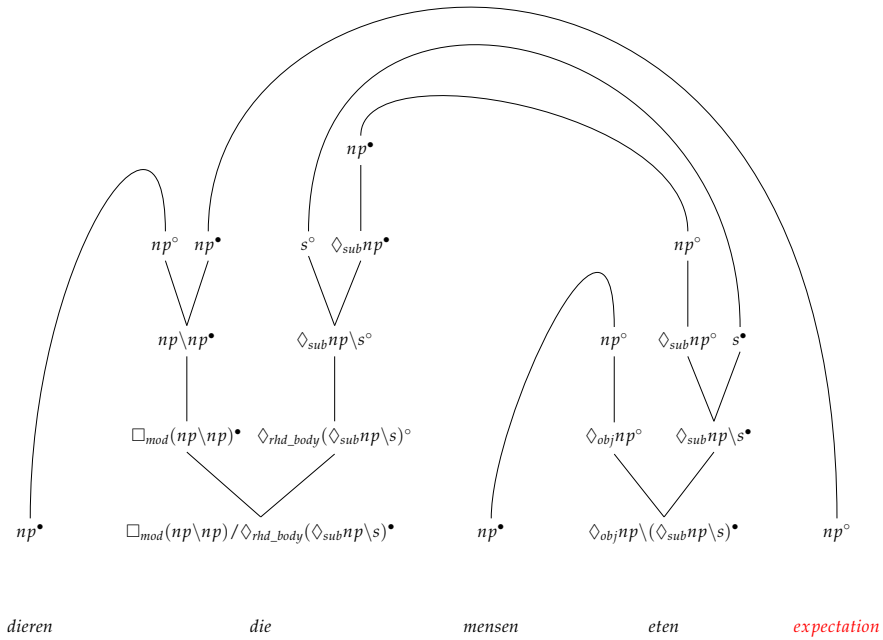 np•
np° np• s° ◇subnp• np°
np\np• ◇subnp\s° np° ◇subnp° s•
□mod(np\np)• ◇rhd_body(◇subnp\s)° ◇objnp° ◇subnp\s•
np• □mod(np\np)/◇rhd_body(◇subnp\s)• np• ◇objnp\(◇subnp\s)• np°
dieren die mensen eten expectation